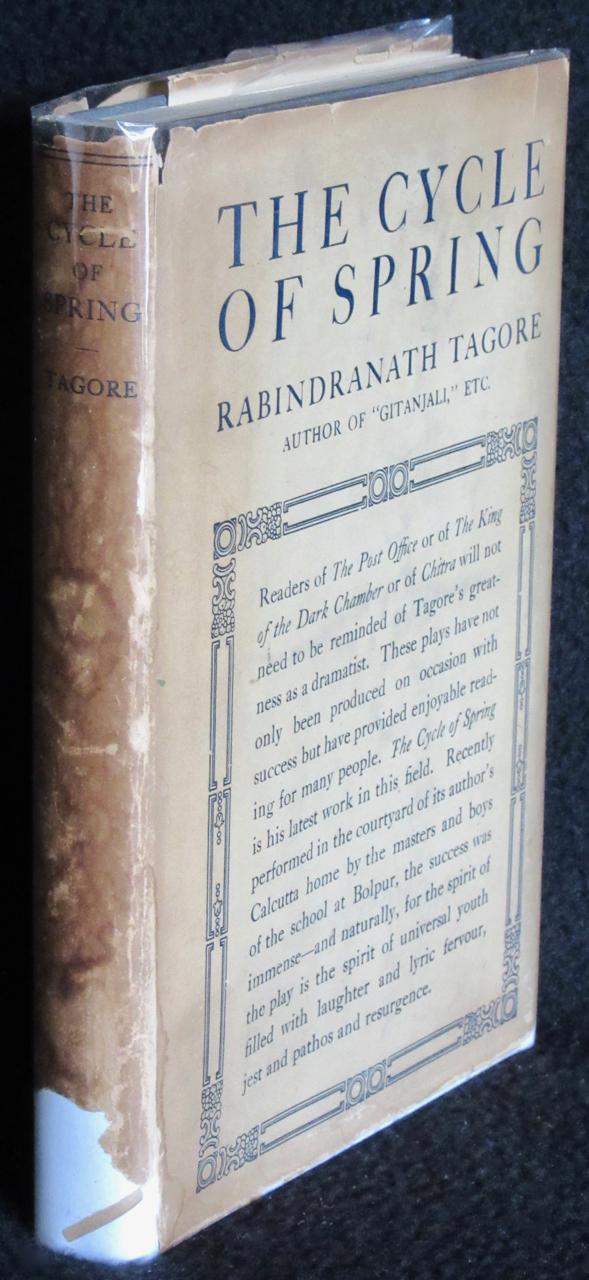 THE
CYCLE
OF
SPRING
—
TAGORE
THE CYCLE
OF SPRING
RABINDRANATH TAGORE
AUTHOR OF "GITANJALI," ETC.
Readers of The Post Office or of The King
of the Dark Chamber or of Chitra will not
need to be reminded of Tagore's great-
ness as a dramatist. These plays have not
only been produced on occasion with
success but have provided enjoyable read-
ing for many people. The Cycle of Spring
is his latest work in this field. Recently
performed in the courtyard of its author's
Calcutta home by the masters and boys
of the school at Bolpur, the success was
immense—and naturally, for the spirit of
the play is the spirit of universal youth
filled with laughter and lyric fervour,
jest and pathos and resurgence.